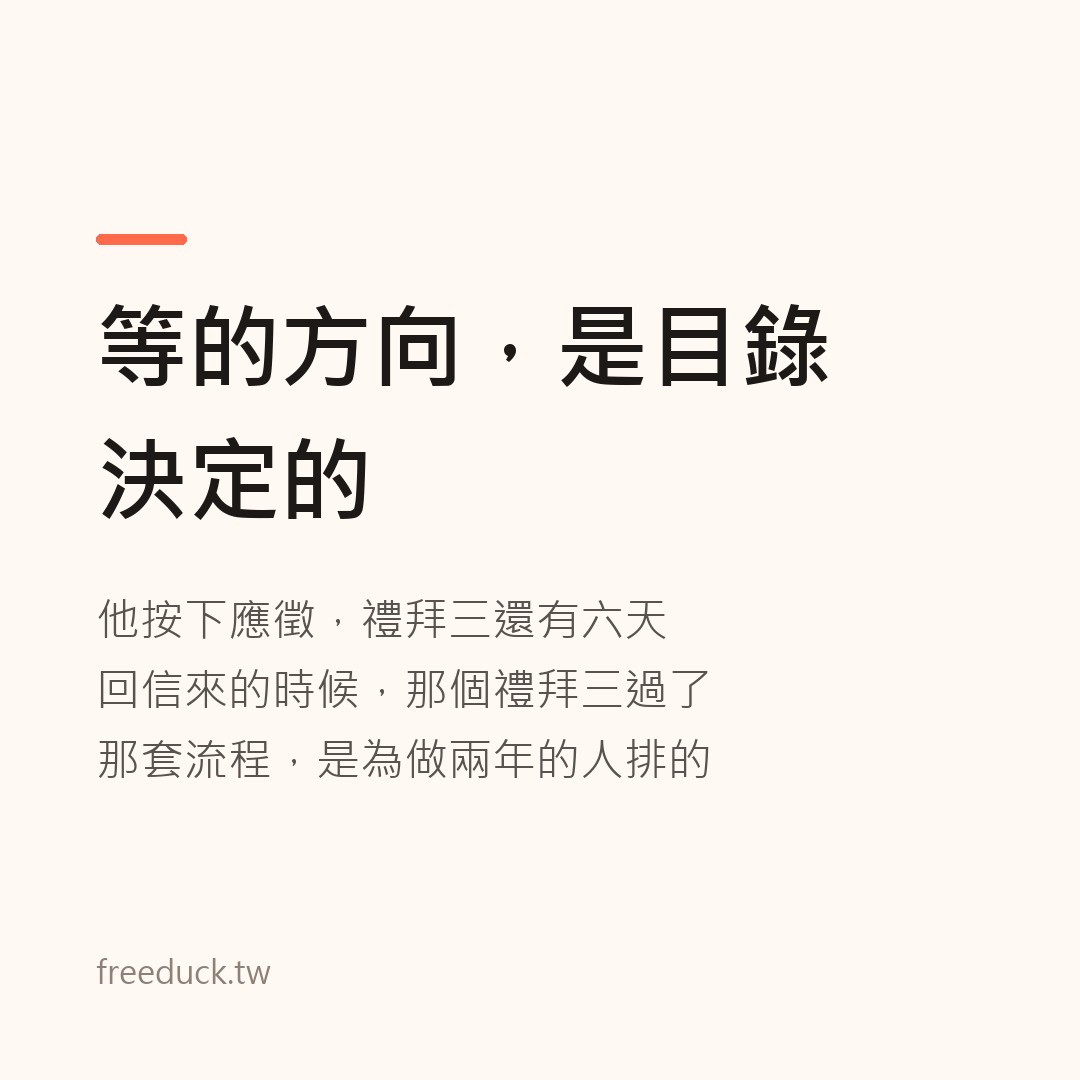 等的方向，是目錄
決定的
他按下應徵，禮拜三還有六天
回信來的時候，那個禮拜三過了
那套流程，是為做兩年的人排的
freeduck.tw